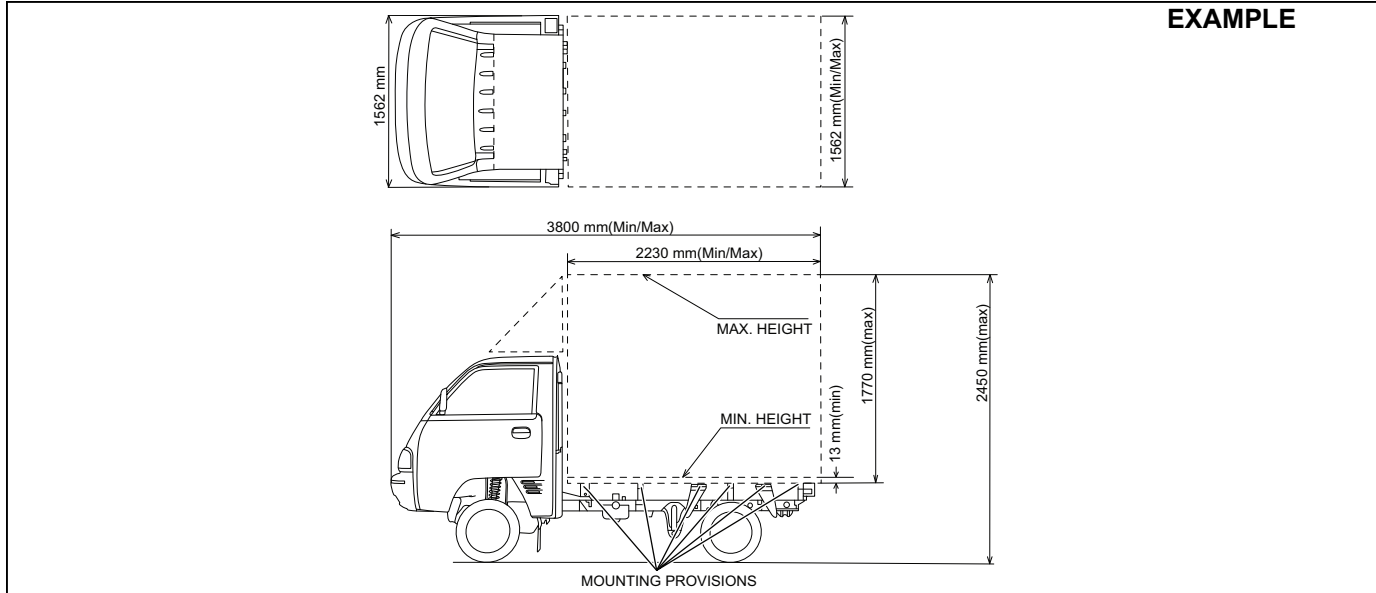 EXAMPLE
1562 mm
1562 mm(Min/Max)
3800 mm(Min/Max)
2230 mm(Min/Max)
MAX. HEIGHT
MIN. HEIGHT
13 mm(min)
1770 mm(max)
2450 mm(max)
MOUNTING PROVISIONS